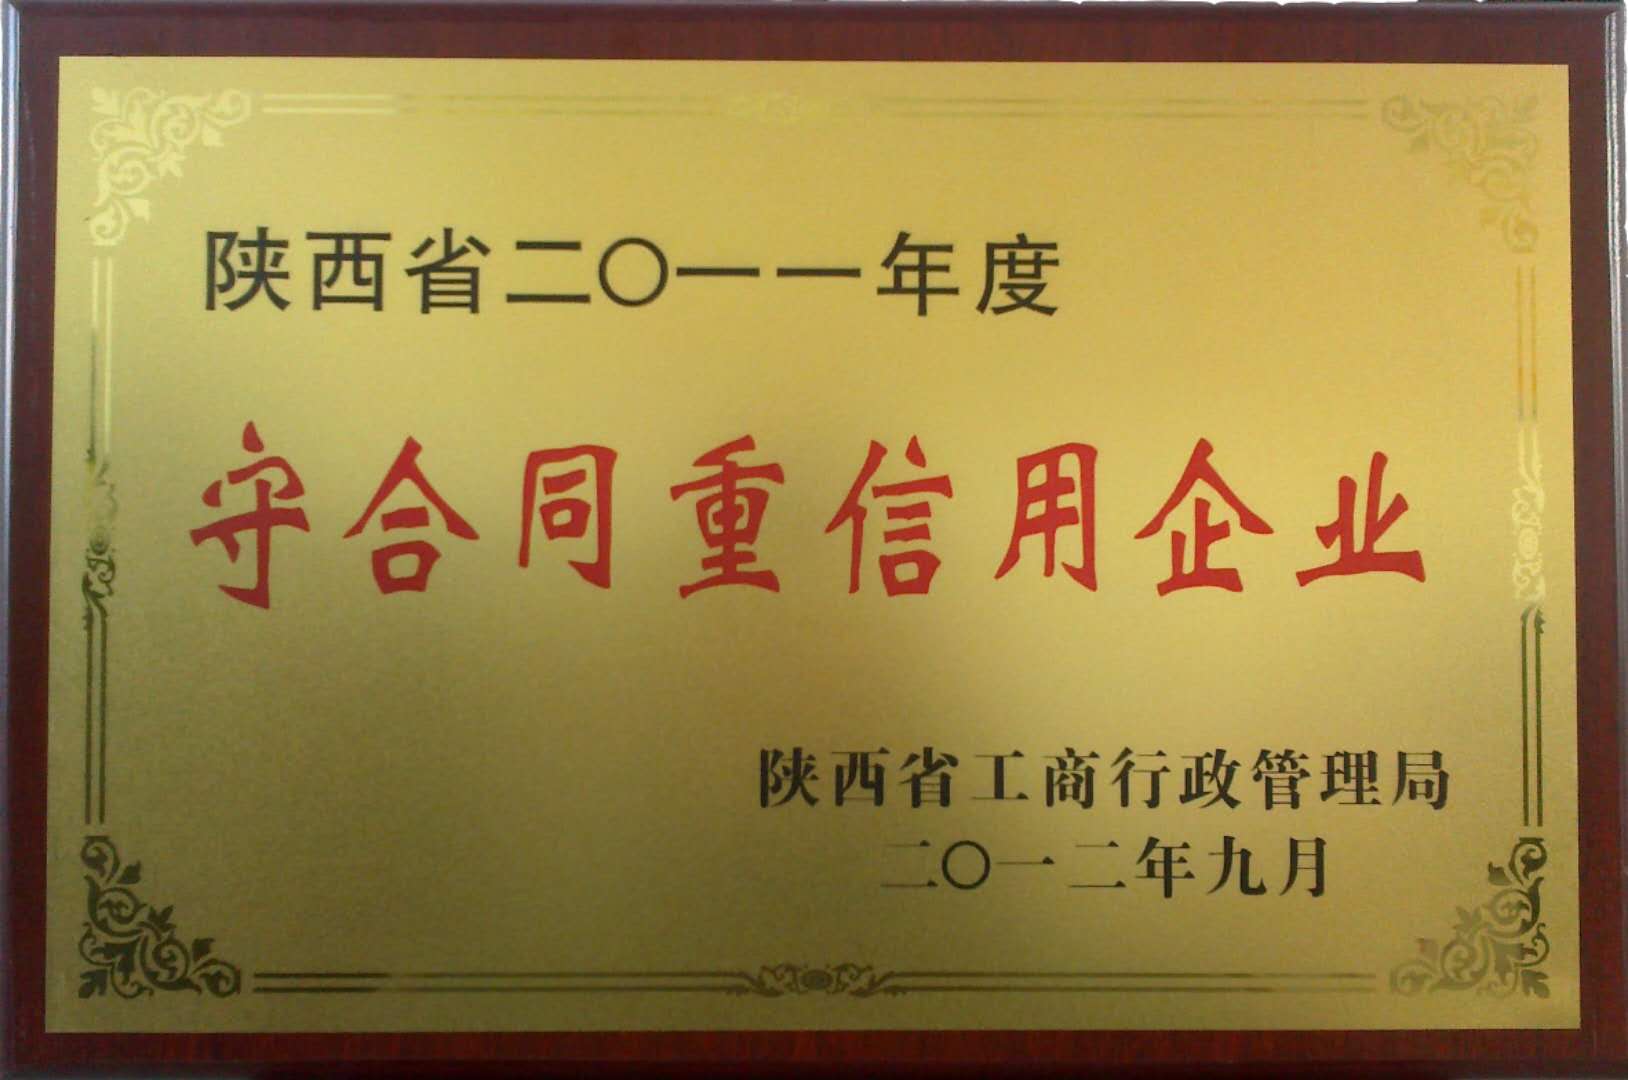 陕西省二〇一一年度
守合同重信用企业
陕西省工商行政管理局
二〇一二年九月